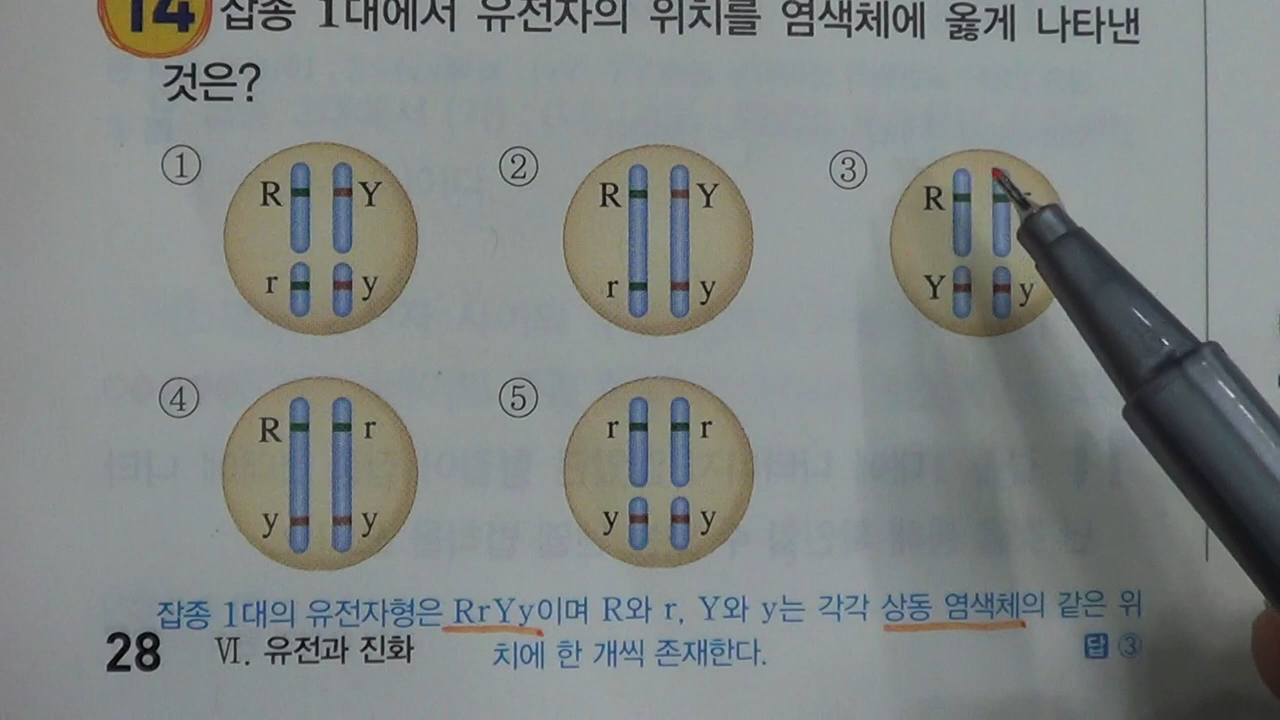 14 잡종 1대에서 유전자의 위치를 염색체에 옳게 나타낸
것은?
① R Y
r y
② R Y
r y
③ R
Y y
④ R r
y y
⑤ r r
y y
잡종 1대의 유전자형은 RrYy이며 R와 r, Y와 y는 각각 상동 염색체의 같은 위
치에 한 개씩 존재한다. 답 ③
28 Ⅵ. 유전과 진화